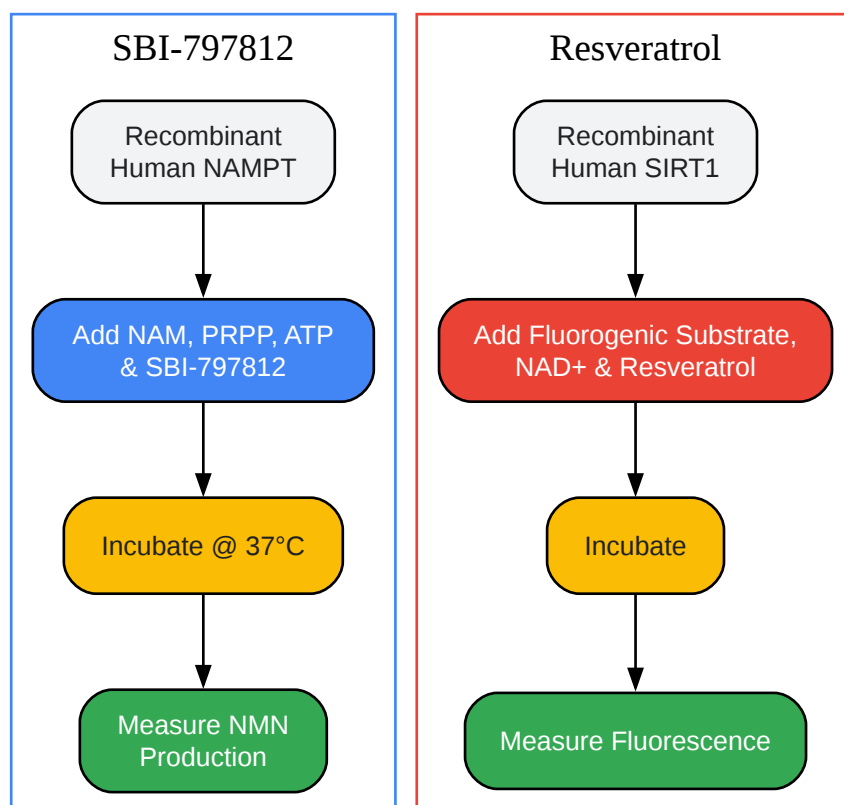 SBI-797812
Recombinant
Human NAMPT
Add NAM, PRPP, ATP
& SBI-797812
Incubate @ 37°C
Measure NMN
Production
Resveratrol
Recombinant
Human SIRT1
Add Fluorogenic Substrate,
NAD+ & Resveratrol
Incubate
Measure Fluorescence